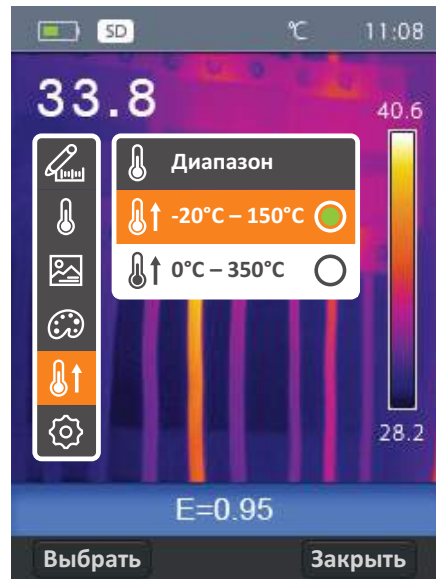 SD ℃ 11:08
33.8
40.6
Диапазон
-20°C – 150°C
0°C – 350°C
28.2
E=0.95
Выбрать Закрыть